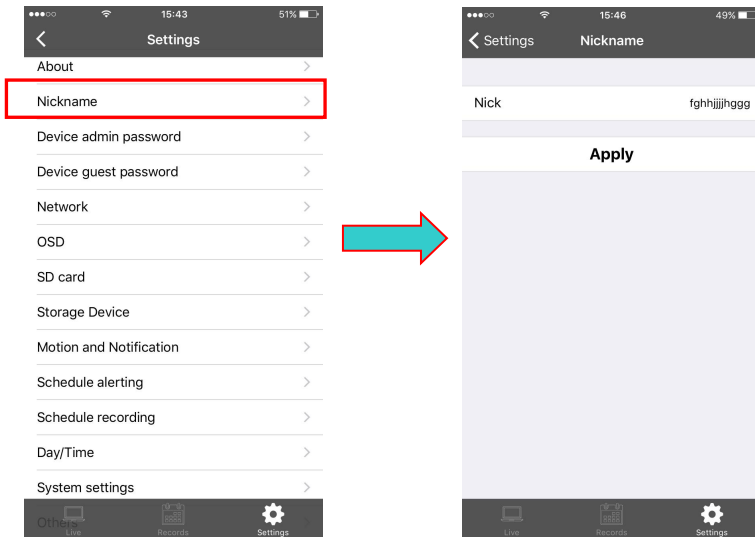 15:43
51%
Settings
About
Nickname
Device admin password
Device guest password
Network
OSD
SD card
Storage Device
Motion and Notification
Schedule alerting
Schedule recording
Day/Time
System settings
Others
Live
Records
Settings
15:46
49%
Settings
Nickname
Nick
fghhjjjjhggg
Apply
Live
Records
Settings